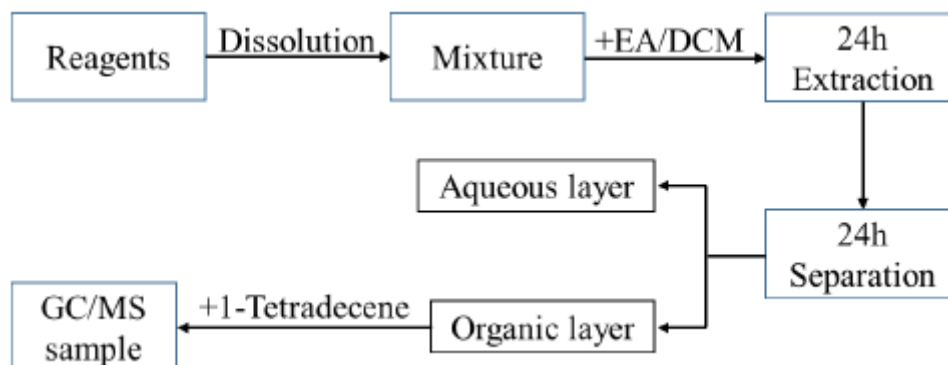 Reagents
Dissolution
Mixture
+EA/DCM
24h
Extraction
Aqueous layer
24h
Separation
GC/MS
sample
+1-Tetradecene
Organic layer